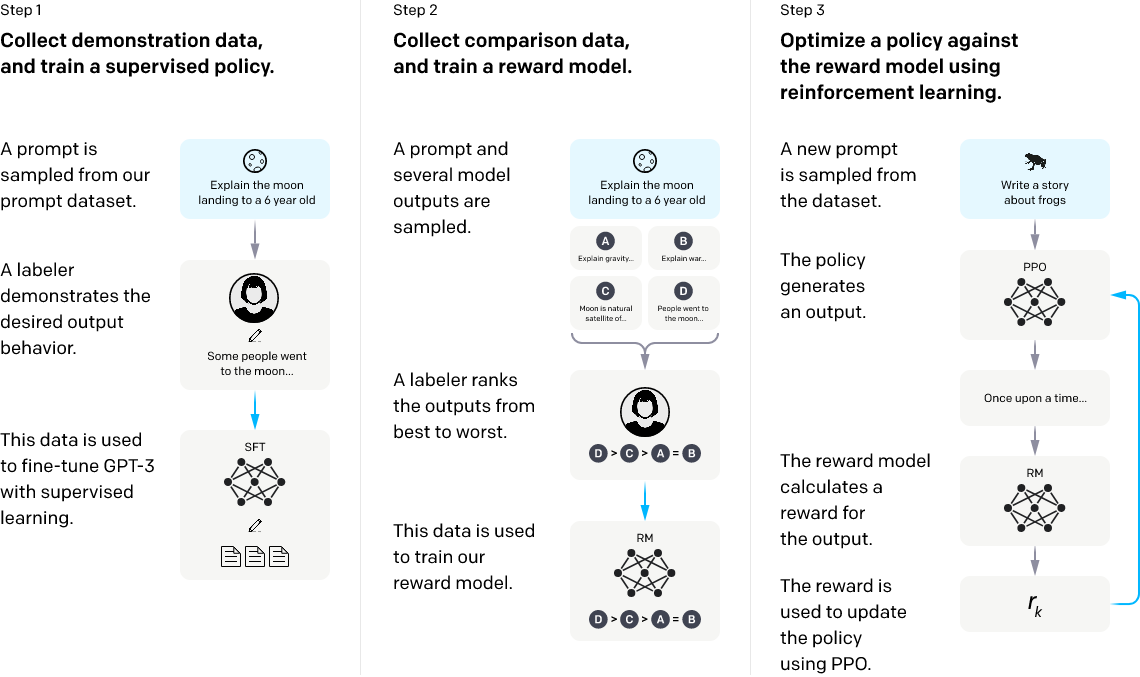 Step 1
Collect demonstration data,
and train a supervised policy.
A prompt is
sampled from our
prompt dataset.
Explain the moon
landing to a 6 year old
A labeler
demonstrates the
desired output
behavior.
Some people went
to the moon...
This data is used
to fine-tune GPT-3
with supervised
learning.
SFT
Step 2
Collect comparison data,
and train a reward model.
A prompt and
several model
outputs are
sampled.
Explain the moon
landing to a 6 year old
A
Explain gravity...
B
Explain war...
C
Moon is natural
satellite of...
D
People went to
the moon...
A labeler ranks
the outputs from
best to worst.
D > C > A = B
This data is used
to train our
reward model.
RM
D > C > A = B
Step 3
Optimize a policy against
the reward model using
reinforcement learning.
A new prompt
is sampled from
the dataset.
Write a story
about frogs
The policy
generates
an output.
PPO
Once upon a time...
The reward model
calculates a
reward for
the output.
RM
The reward is
used to update
the policy
using PPO.
r_k